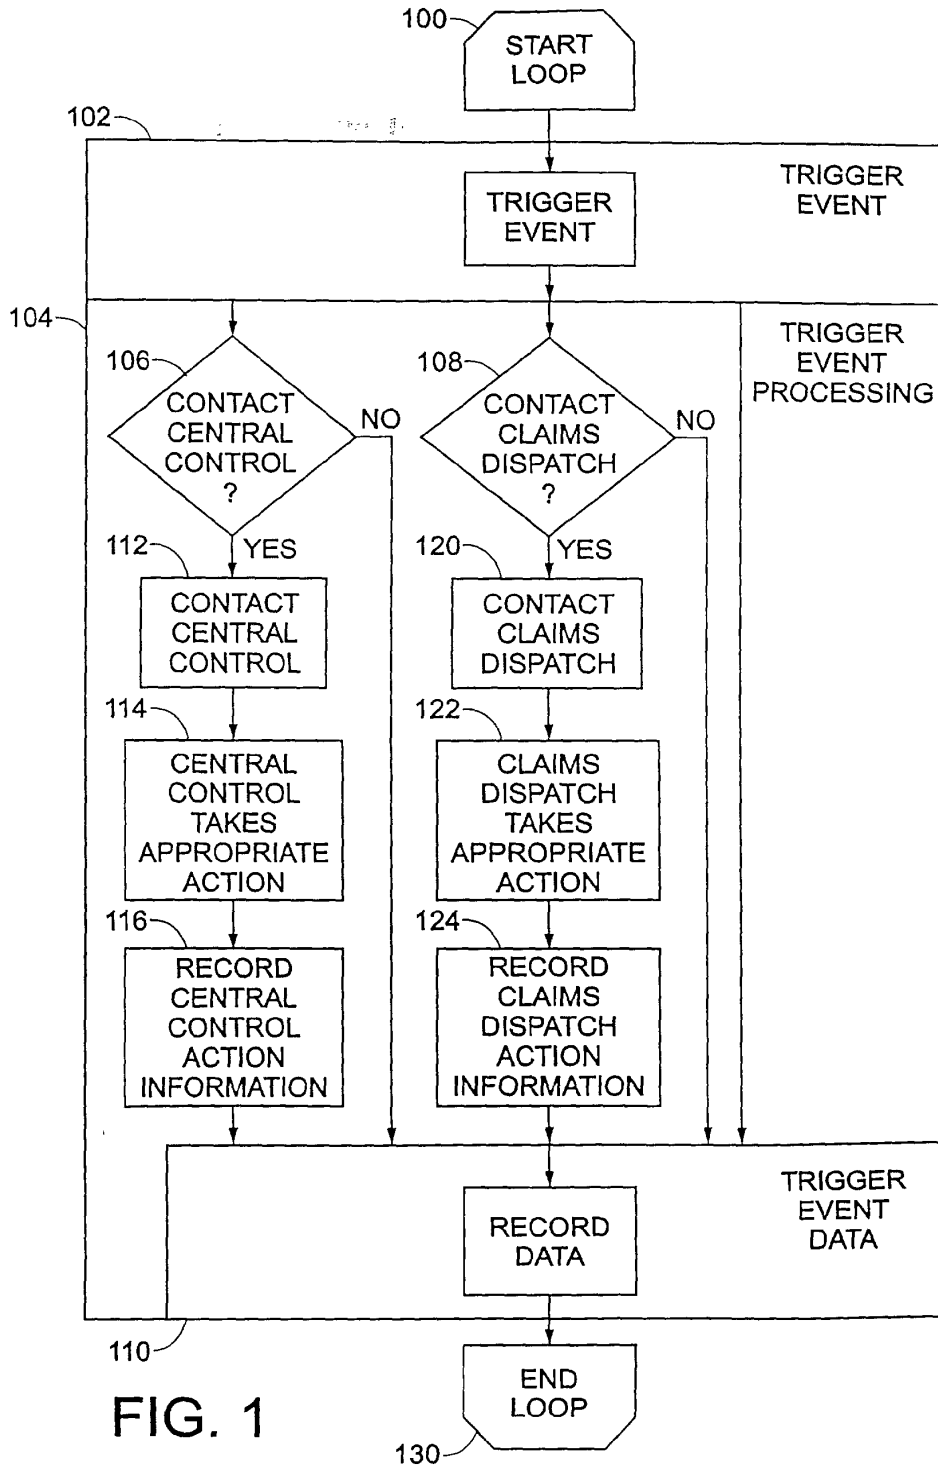 100
START
LOOP
102
TRIGGER
EVENT
TRIGGER
EVENT
104
TRIGGER
EVENT
PROCESSING
106
CONTACT
CENTRAL
CONTROL
?
NO
YES
108
CONTACT
CLAIMS
DISPATCH
?
NO
YES
112
CONTACT
CENTRAL
CONTROL
120
CONTACT
CLAIMS
DISPATCH
114
CENTRAL
CONTROL
TAKES
APPROPRIATE
ACTION
122
CLAIMS
DISPATCH
TAKES
APPROPRIATE
ACTION
116
RECORD
CENTRAL
CONTROL
ACTION
INFORMATION
124
RECORD
CLAIMS
DISPATCH
ACTION
INFORMATION
TRIGGER
EVENT
DATA
RECORD
DATA
110
END
LOOP
130
FIG. 1